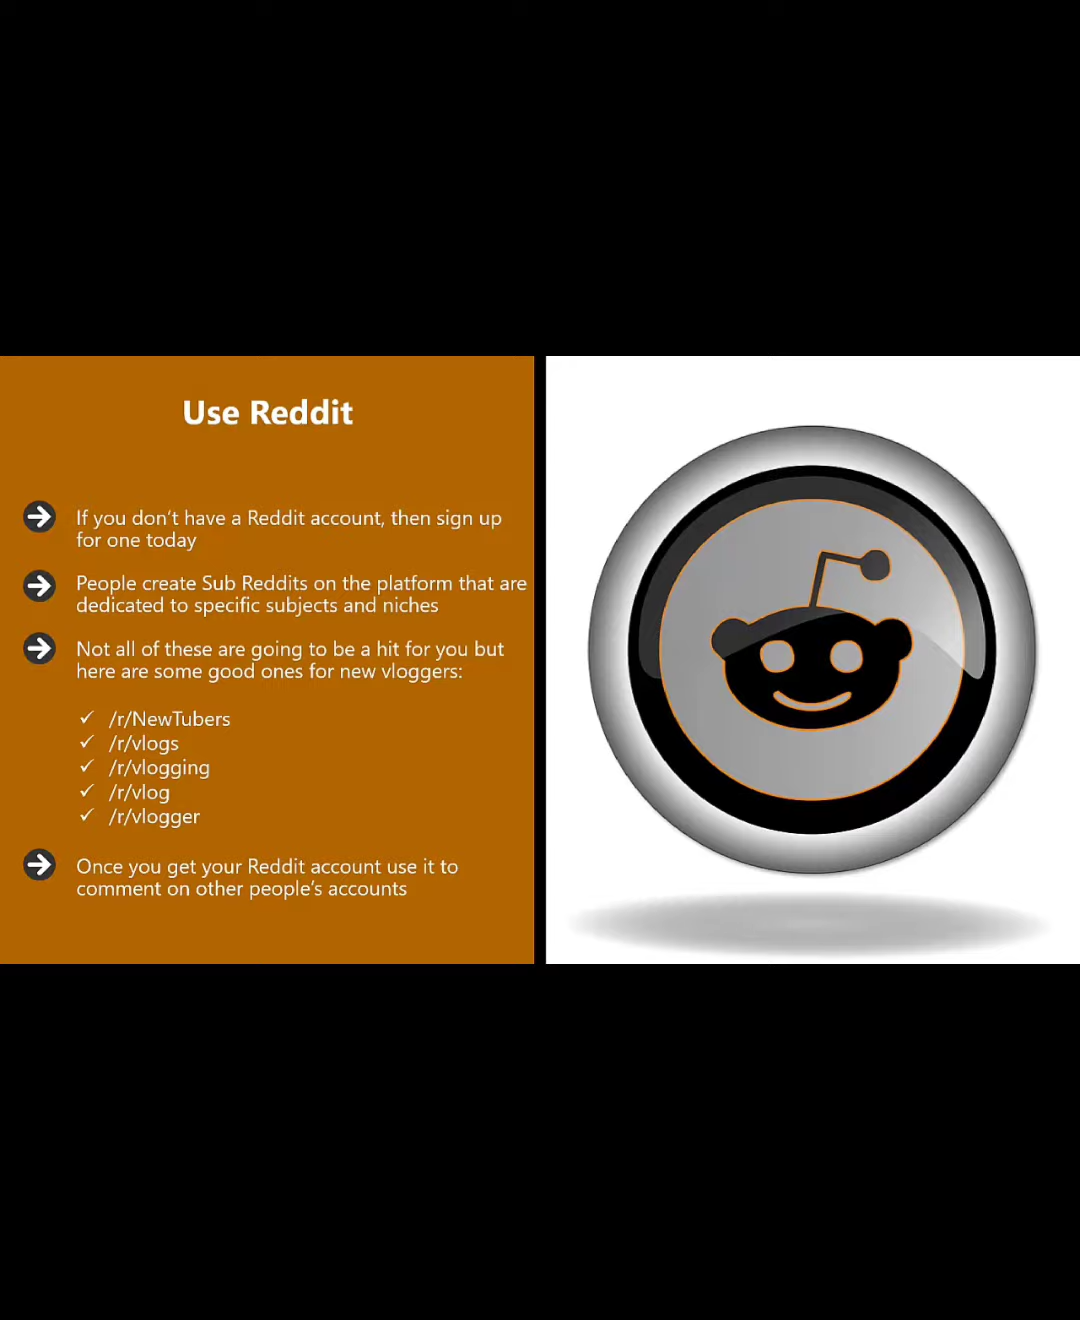 Use Reddit
If you don't have a Reddit account, then sign up
for one today
People create Sub Reddits on the platform that are
dedicated to specific subjects and niches
Not all of these are going to be a hit for you but
here are some good ones for new vloggers:
✓ /r/NewTubers
✓ /r/vlogs
✓ /r/vlogging
✓ /r/vlog
✓ /r/vlogger
Once you get your Reddit account use it to
comment on other people's accounts